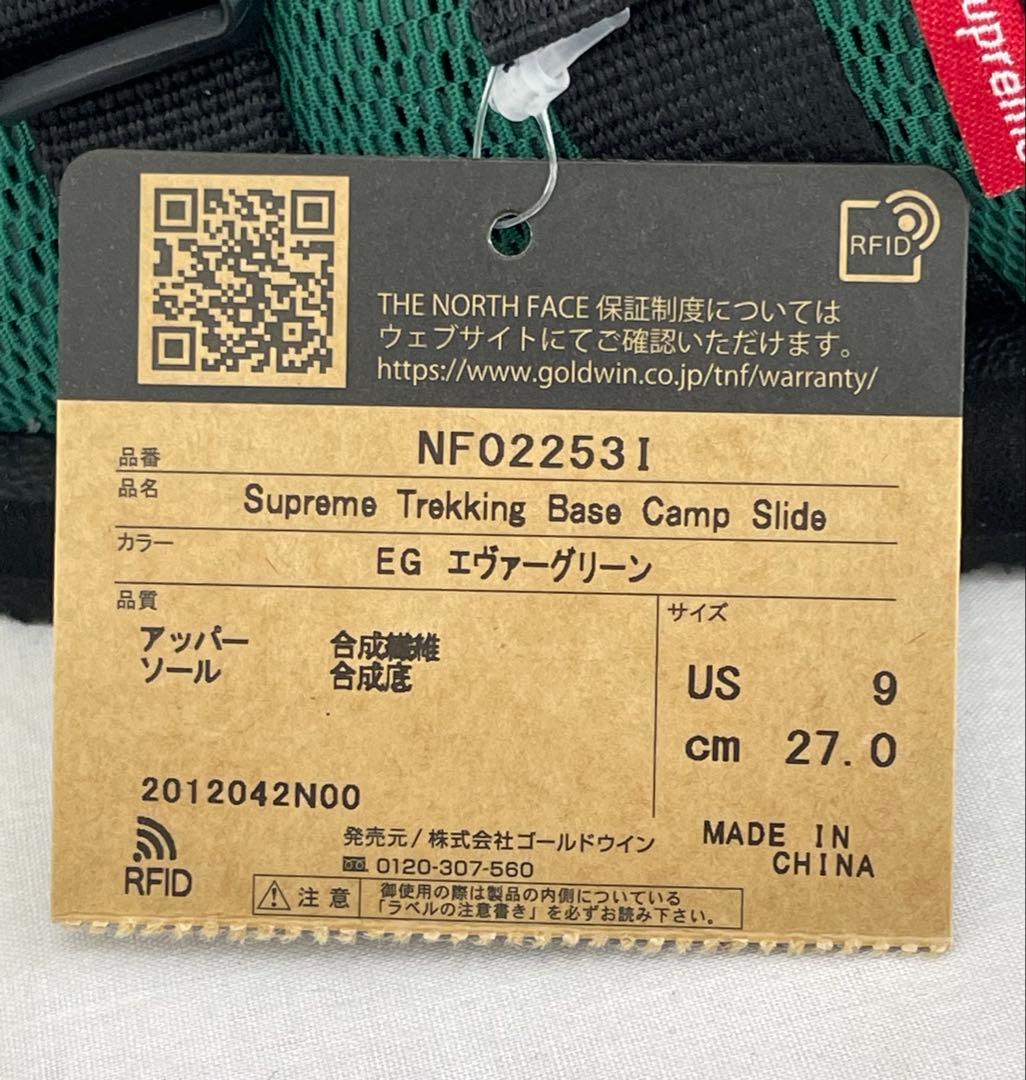 Supreme
RFID
THE NORTH FACE 保証制度については
ウェブサイトにてご確認いただけます。
https://www.goldwin.co.jp/tnf/warranty/
品番 NF02253I
品名 Supreme Trekking Base Camp Slide
カラー EG エヴァーグリーン
品質
アッパー 合成繊維
ソール 合成底
サイズ
US 9
cm 27.0
2012042N00
RFID
発売元/株式会社ゴールドウイン
0120-307-560
MADE IN
CHINA
注意
御使用の際は製品の内側についている
「ラベルの注意書き」を必ずお読み下さい。